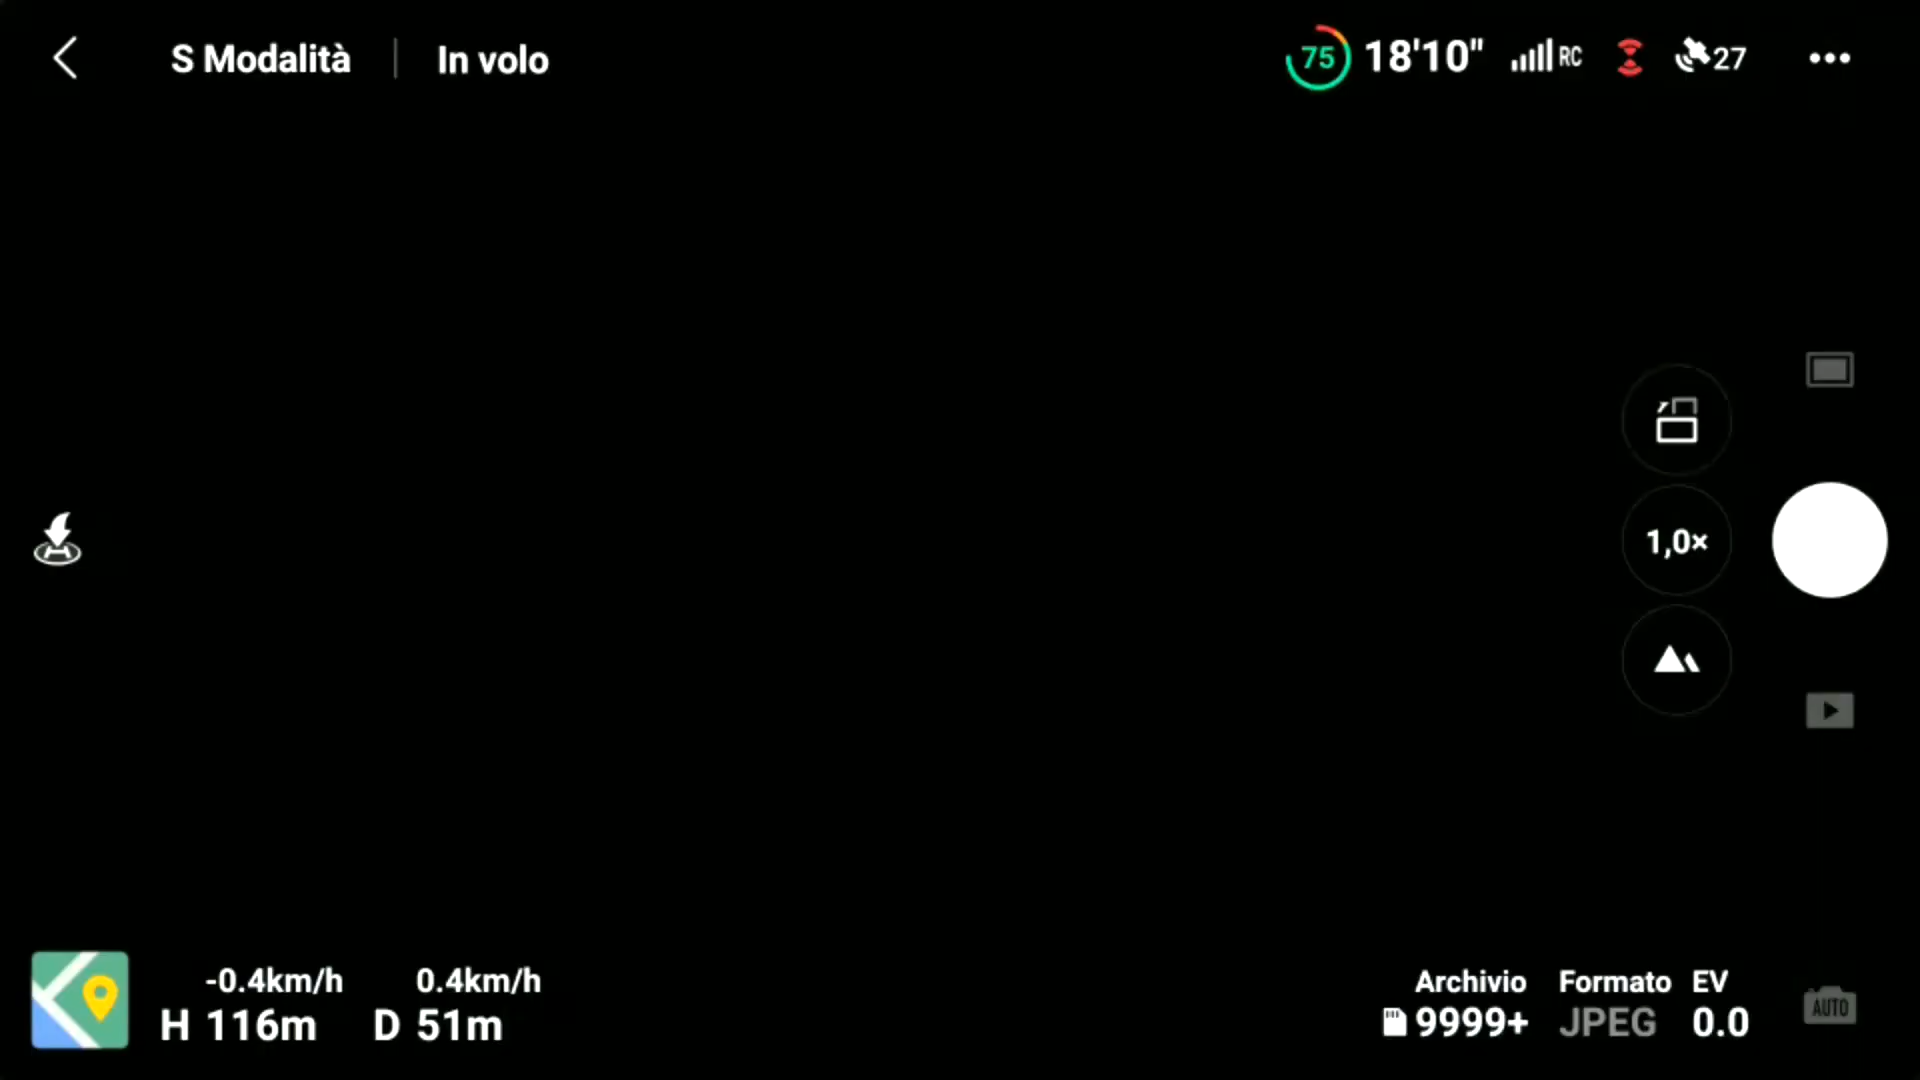 S Modalità | In volo
75 18'10" RC 27
1,0×
-0.4km/h 0.4km/h
H 116m D 51m
Archivio Formato EV
9999+ JPEG 0.0
AUTO